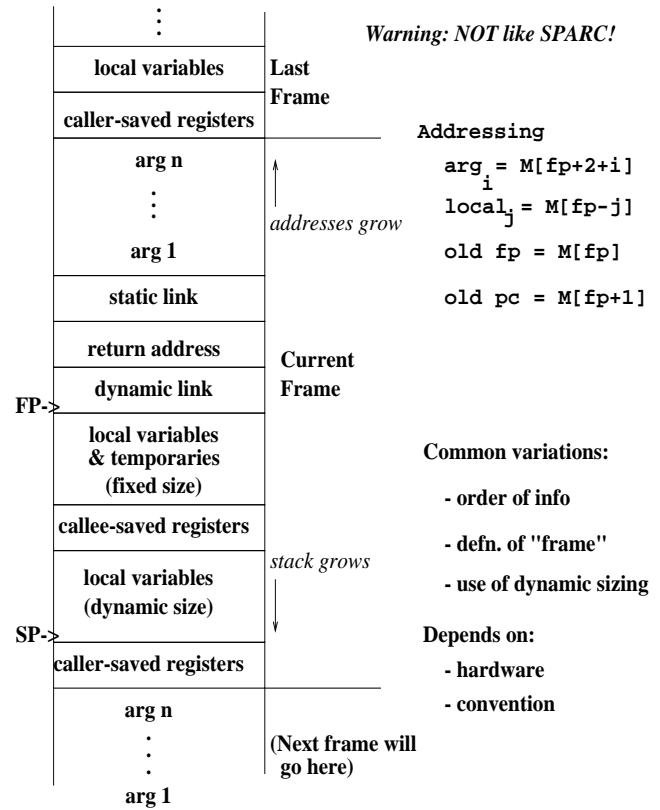 Warning: NOT like SPARC!
local variables
Last
Frame
caller-saved registers
Addressing
arg n
arg i = M[fp+2+i]
local j = M[fp-j]
addresses grow
arg 1
old fp = M[fp]
static link
old pc = M[fp+1]
return address
Current
Frame
dynamic link
FP->
local variables
& temporaries
(fixed size)
Common variations:
- order of info
callee-saved registers
- defn. of "frame"
stack grows
local variables
(dynamic size)
- use of dynamic sizing
SP->
Depends on:
caller-saved registers
- hardware
- convention
arg n
(Next frame will
go here)
arg 1